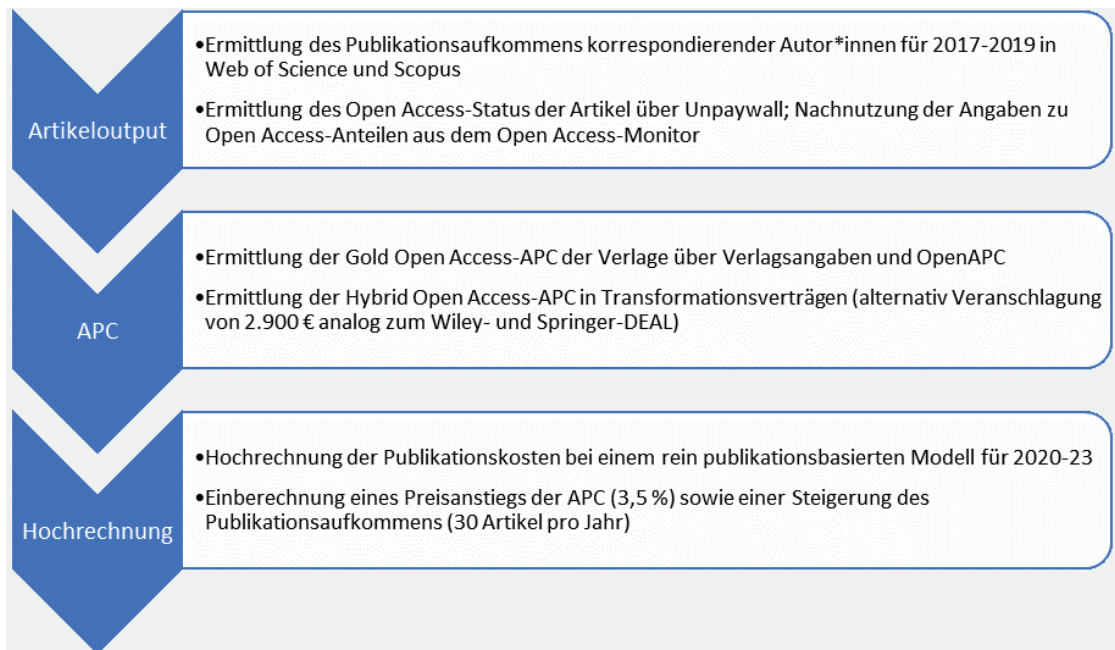 Artikeloutput
•Ermittlung des Publikationsaufkommens korrespondierender Autor*innen für 2017-2019 in
Web of Science und Scopus
•Ermittlung des Open Access-Status der Artikel über Unpaywall; Nachnutzung der Angaben zu
Open Access-Anteilen aus dem Open Access-Monitor
APC
•Ermittlung der Gold Open Access-APC der Verlage über Verlagsangaben und OpenAPC
•Ermittlung der Hybrid Open Access-APC in Transformationsverträgen (alternativ Veranschlagung
von 2.900 € analog zum Wiley- und Springer-DEAL)
Hochrechnung
•Hochrechnung der Publikationskosten bei einem rein publikationsbasierten Modell für 2020-23
•Einberechnung eines Preisanstiegs der APC (3,5 %) sowie einer Steigerung des
Publikationsaufkommens (30 Artikel pro Jahr)